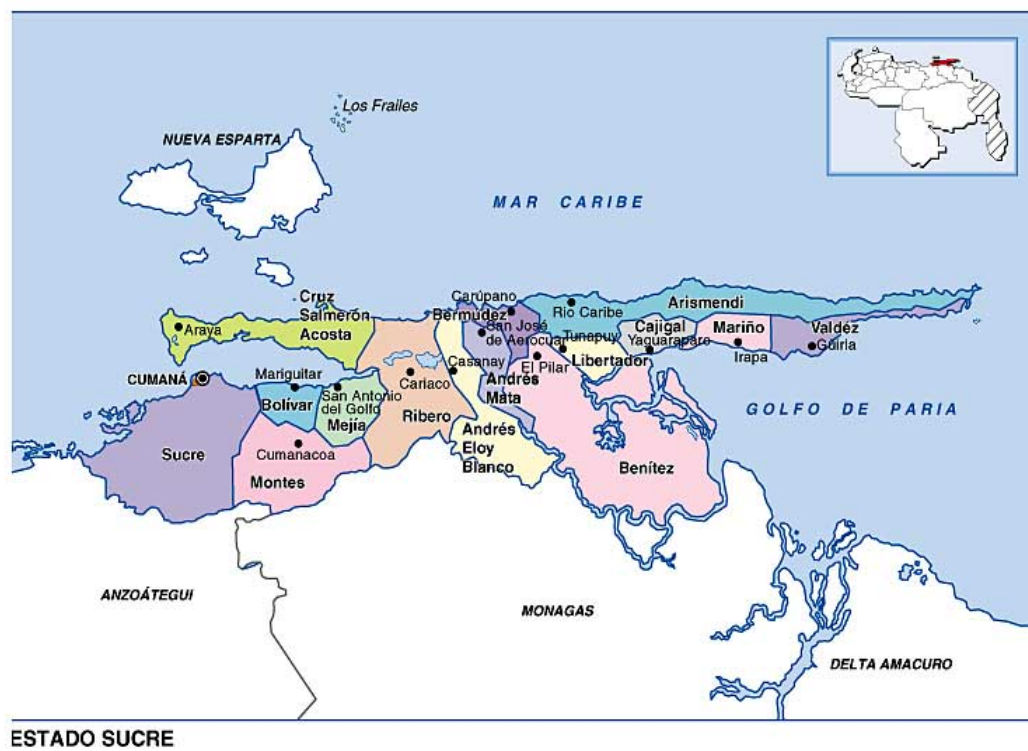 Los Frailes
NUEVA ESPARTA
MAR CARIBE
Cruz
Salmerón
Acosta
Araya
Carúpano
Bermúdez
San José
de Aerocuar
Río Caribe
Arismendi
Tunapuy
Cajigal
Yaguaraparo
Mariño
Irapa
Valdéz
Güiria
CUMANÁ
Mariguitar
Bolívar
San Antonio
del Golfo
Mejía
Cariaco
Ribero
Casanay
El Pilar
Libertador
Andrés
Mata
GOLFO DE PARIA
Sucre
Cumanacoa
Montes
Andrés
Eloy
Blanco
Benítez
ANZOÁTEGUI
MONAGAS
DELTA AMACURO
ESTADO SUCRE